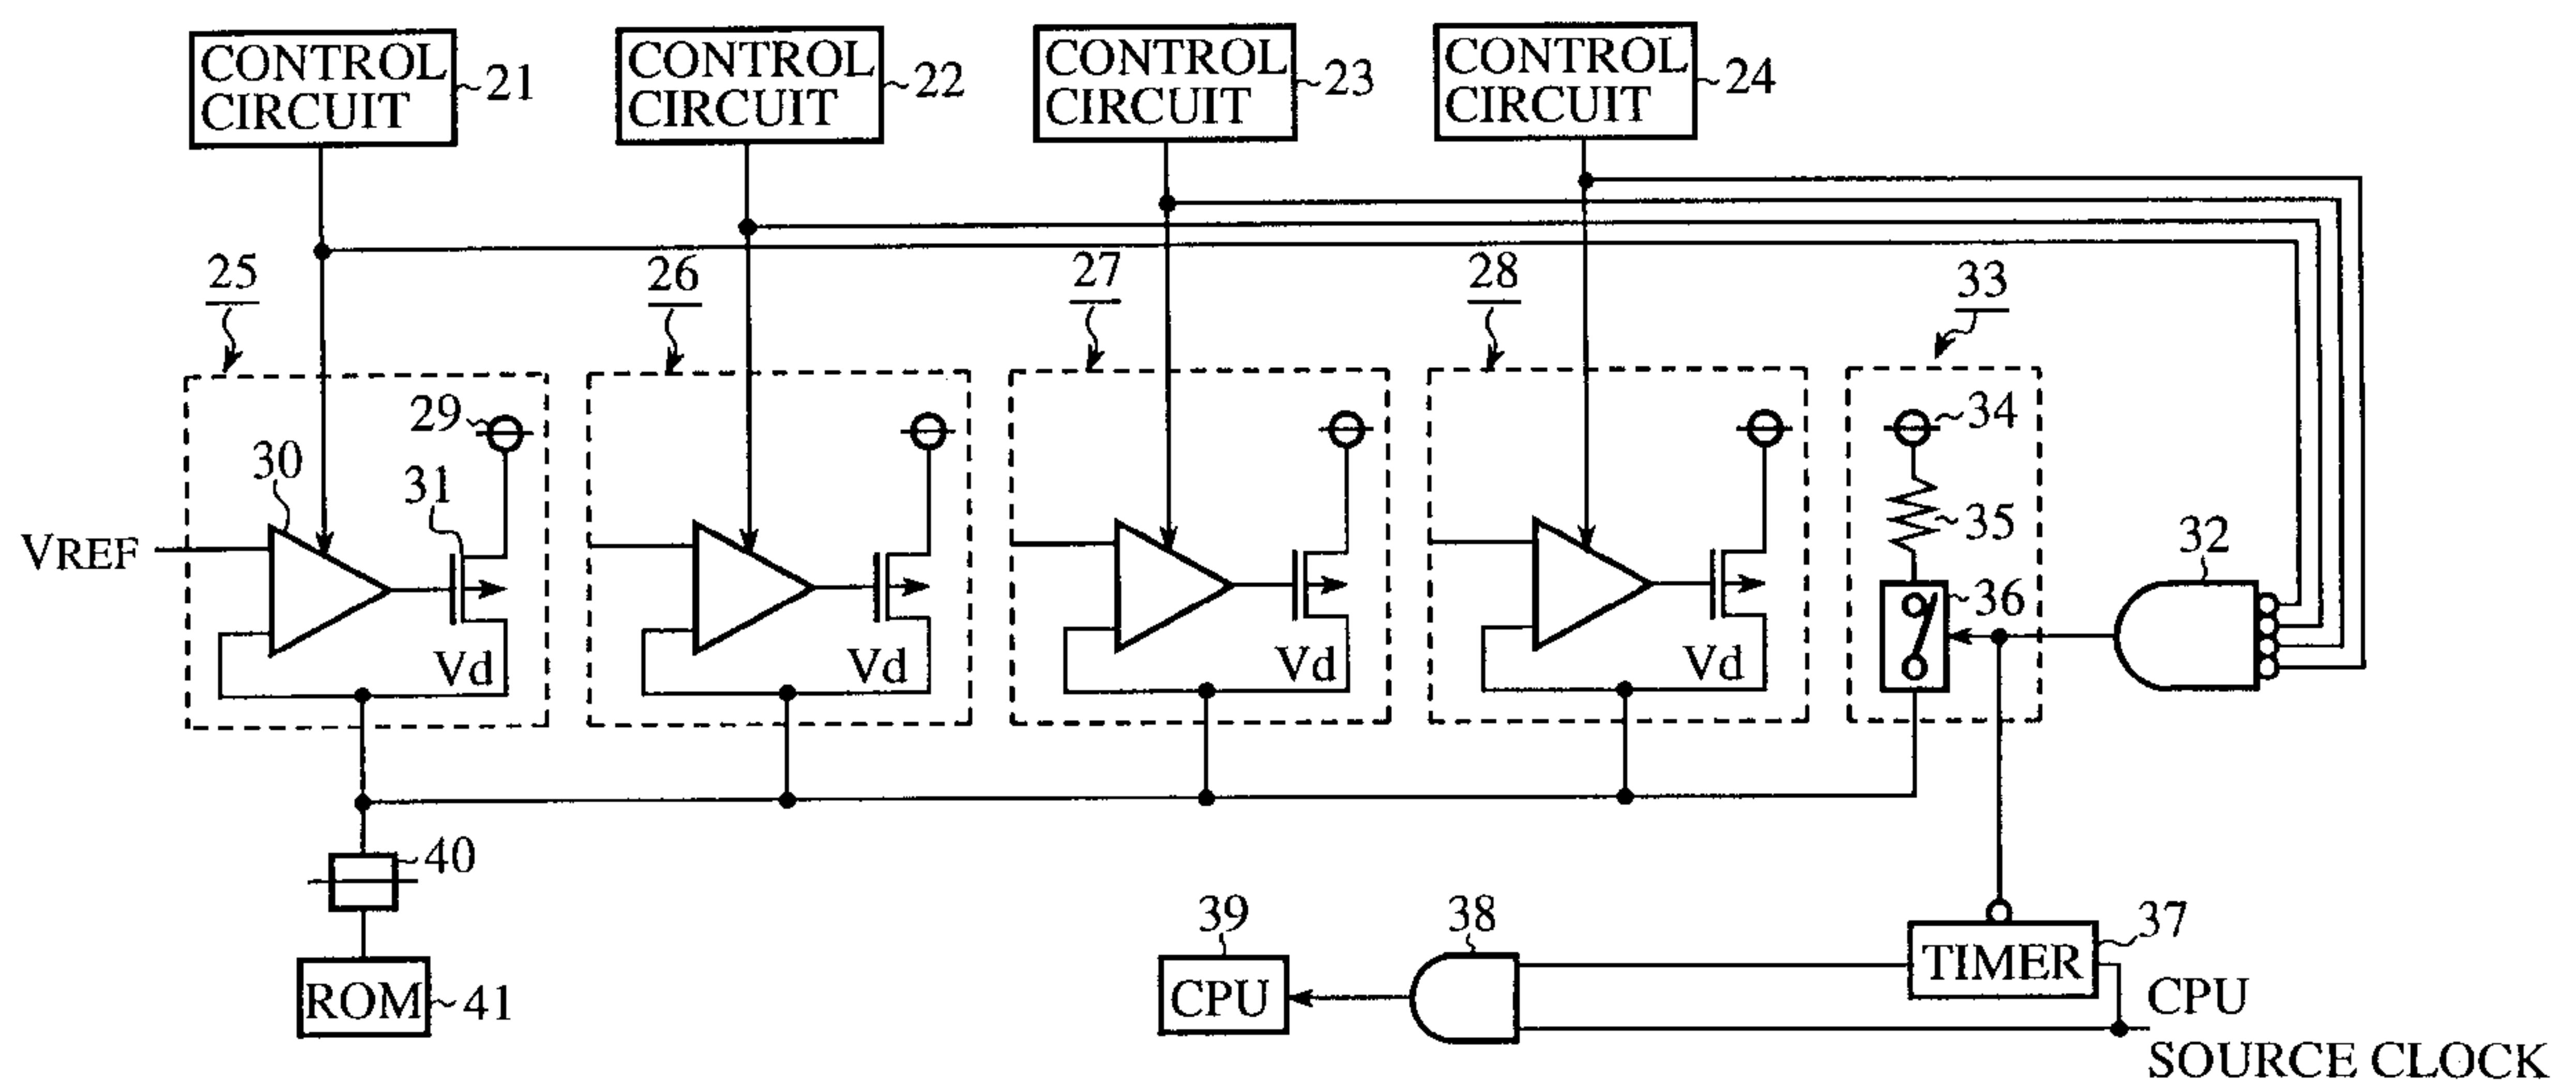 CONTROL
CIRCUIT
21
CONTROL
CIRCUIT
22
CONTROL
CIRCUIT
23
CONTROL
CIRCUIT
24
25
26
27
28
33
29
34
30
31
35
32
VREF
36
Vd
Vd
Vd
Vd
40
39
38
37
TIMER
ROM
41
CPU
CPU
SOURCE CLOCK